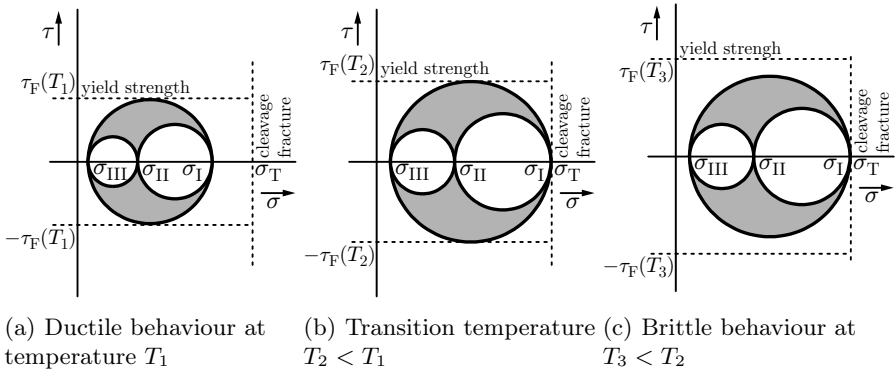 τ
τF(T1)
yield strength
cleavage
fracture
σIII
σII
σI
σT
σ
−τF(T1)
(a) Ductile behaviour at
temperature T1
τ
τF(T2)
yield strength
cleavage
fracture
σIII
σII
σI
σT
σ
−τF(T2)
(b) Transition temperature
T2 < T1
τ
yield strengh
τF(T3)
cleavage
fracture
σIII
σII
σI
σT
σ
−τF(T3)
(c) Brittle behaviour at
T3 < T2